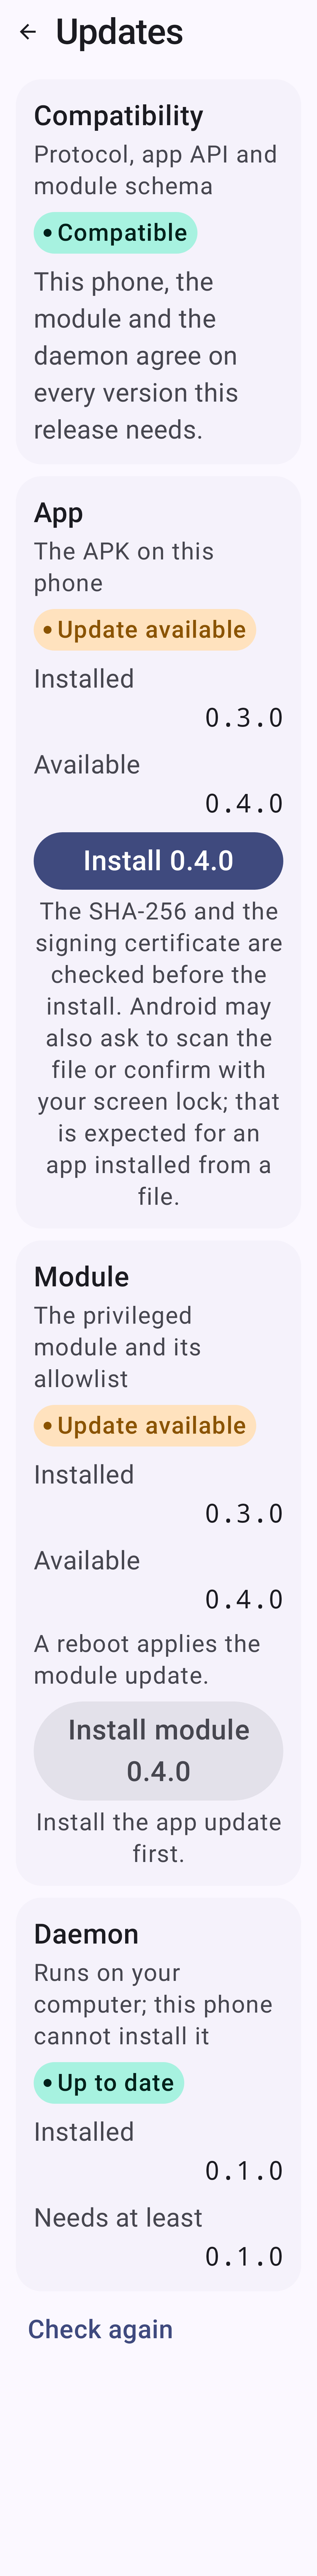 Updates
Compatibility
Protocol, app API and
module schema
• Compatible
This phone, the
module and the
daemon agree on
every version this
release needs.
App
The APK on this
phone
• Update available
Installed
0.3.0
Available
0.4.0
Install 0.4.0
The SHA-256 and the
signing certificate are
checked before the
install. Android may
also ask to scan the
file or confirm with
your screen lock; that
is expected for an
app installed from a
file.
Module
The privileged
module and its
allowlist
• Update available
Installed
0.3.0
Available
0.4.0
A reboot applies the
module update.
Install module
0.4.0
Install the app update
first.
Daemon
Runs on your
computer; this phone
cannot install it
• Up to date
Installed
0.1.0
Needs at least
0.1.0
Check again